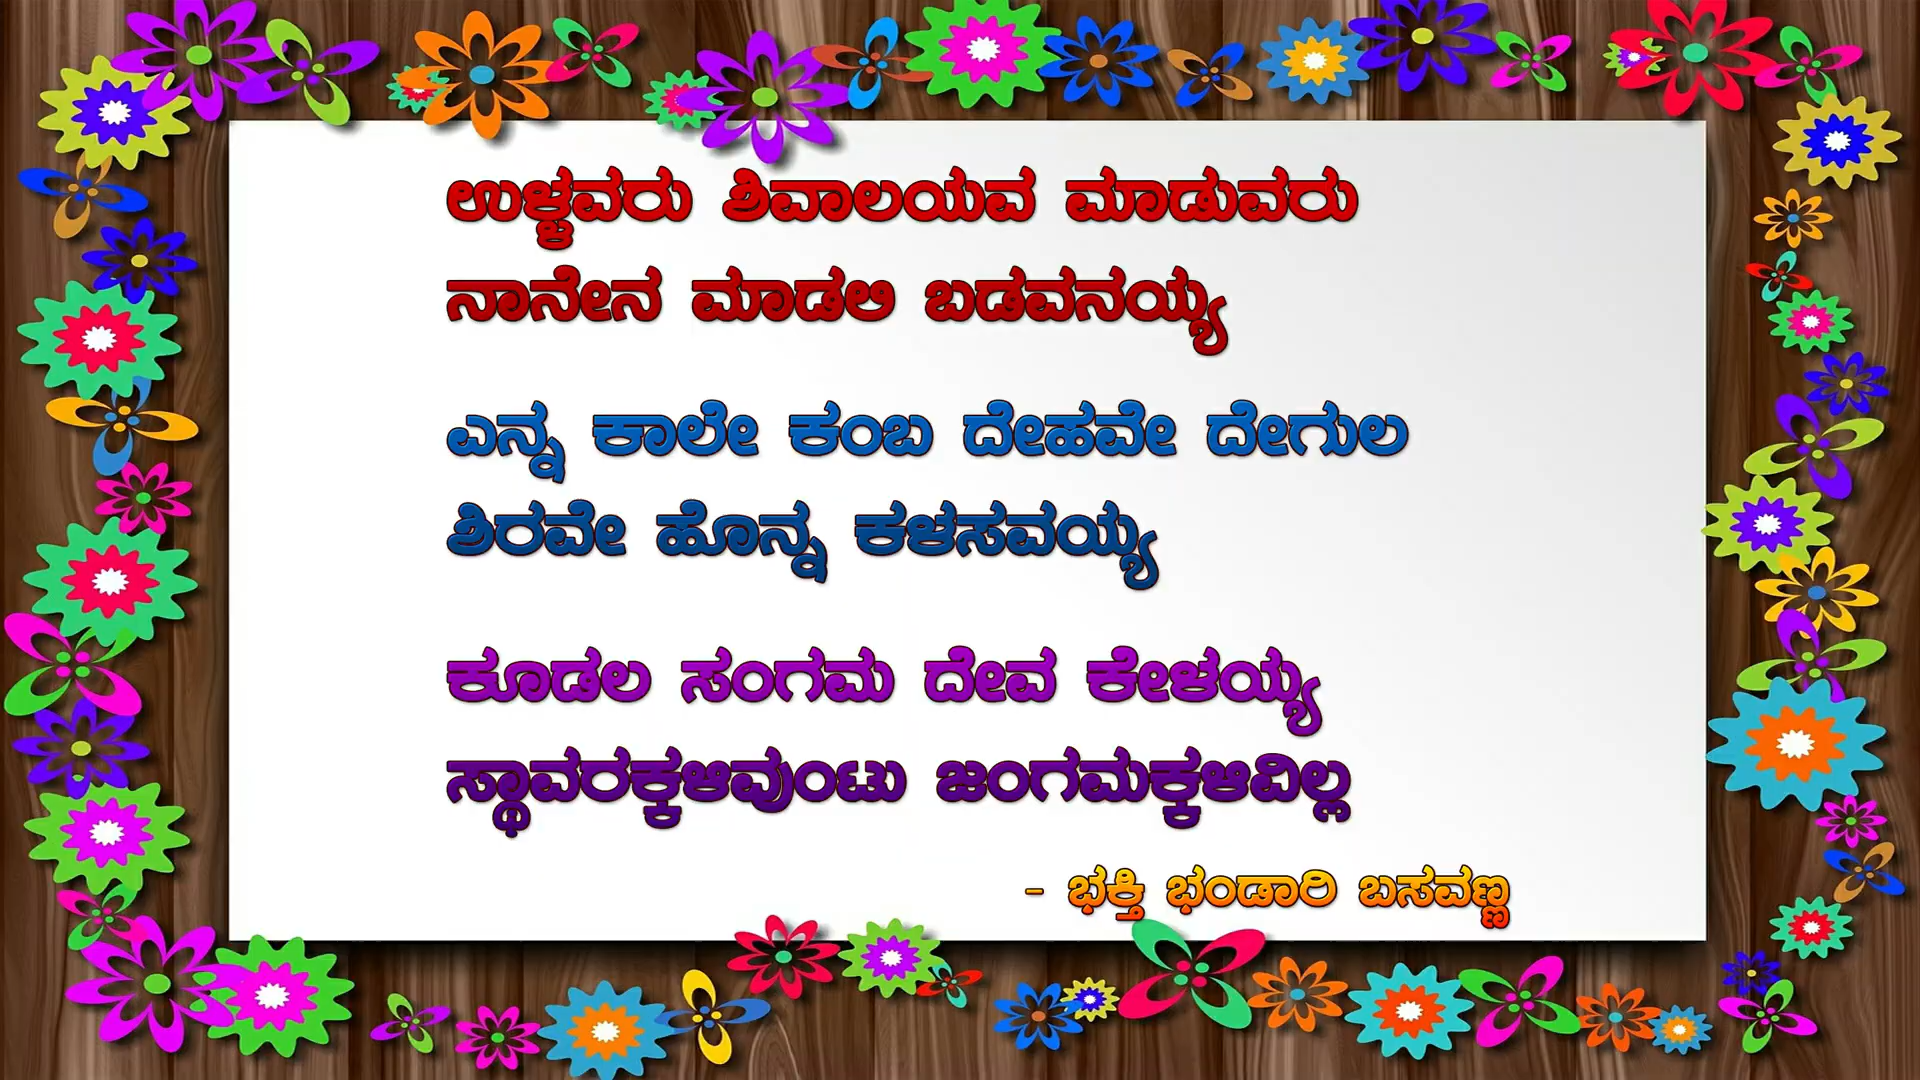 ಉಳ್ಳವರು ಶಿವಾಲಯವ ಮಾಡುವರು
ನಾನೇನ ಮಾಡಲಿ ಬಡವನಯ್ಯ
ಎನ್ನ ಕಾಲೇ ಕಂಬ ದೇಹವೇ ದೇಗುಲ
ಶಿರವೇ ಹೊನ್ನ ಕಳಸವಯ್ಯ
ಕೂಡಲ ಸಂಗಮ ದೇವ ಕೇಳಯ್ಯ
ಸ್ಥಾವರಕ್ಕಳಿವುಂಟು ಜಂಗಮಕ್ಕಳಿವಿಲ್ಲ
- ಭಕ್ತಿ ಭಂಡಾರಿ ಬಸವಣ್ಣ